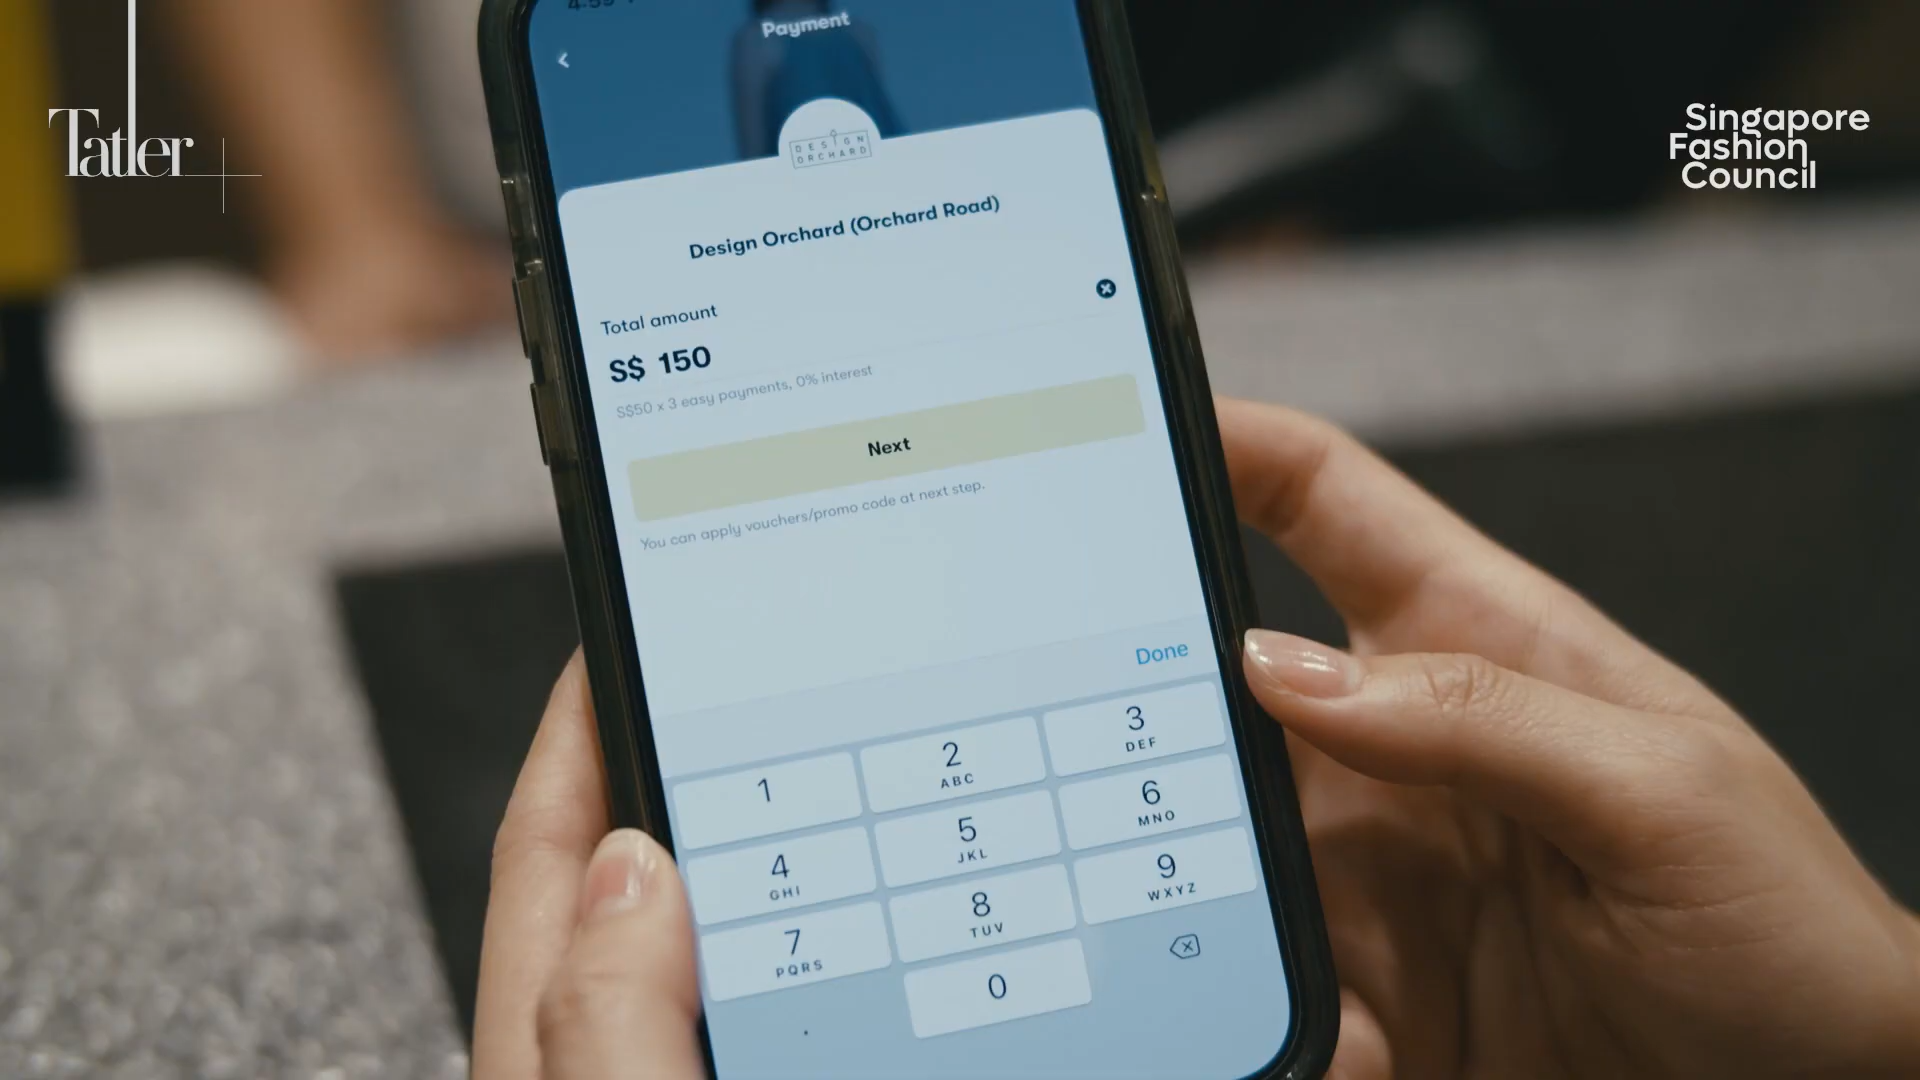 Tatler
Singapore
Fashion
Council
Payment
DESIGN
ORCHARD
Design Orchard (Orchard Road)
Total amount
S$ 150
S$50 x 3 easy payments, 0% interest
Next
You can apply vouchers/promo code at next step.
Done
1
2
ABC
3
DEF
4
GHI
5
JKL
6
MNO
7
PQRS
8
TUV
9
WXYZ
.
0